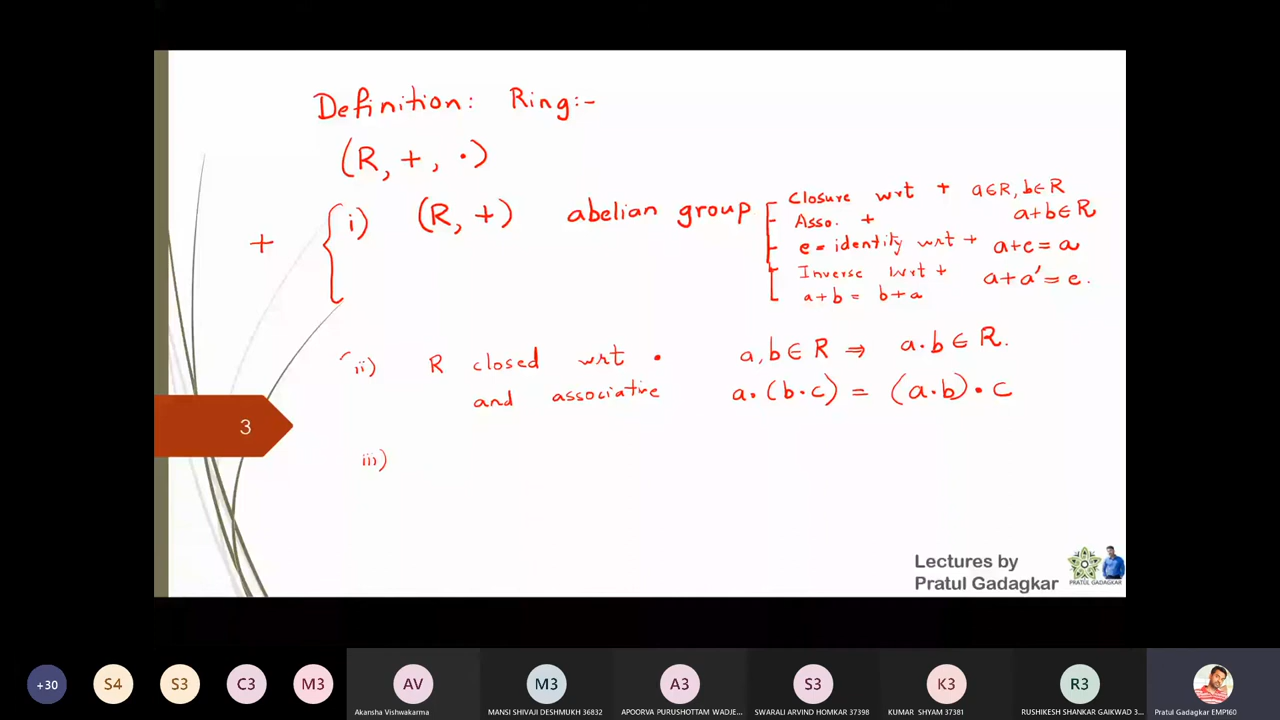 Definition: Ring:-
(R, +, ·)
+ { i) (R, +) abelian group
Closure wrt + a∈R, b∈R
a+b∈R
Asso. +
e = identity wrt + a+e = a
Inverse wrt + a+a' = e.
a+b = b+a
ii) R closed wrt · a,b∈R ⇒ a·b∈R.
and associative a·(b·c) = (a·b)·c
3
iii)
Lectures by
Pratul Gadagkar
PRATUL GADAGKAR
+30 S4 S3 C3 M3 AV M3 A3 S3 K3 R3
Akansha Vishwakarma MANSI SHIVAJI DESHMUKH 36832 APOORVA PURUSHOTTAM WADJE... SWARALI ARVIND HOMKAR 37398 KUMAR SHYAM 37381 RUSHIKESH SHANKAR GAIKWAD 3... Pratul Gadagkar EMP160